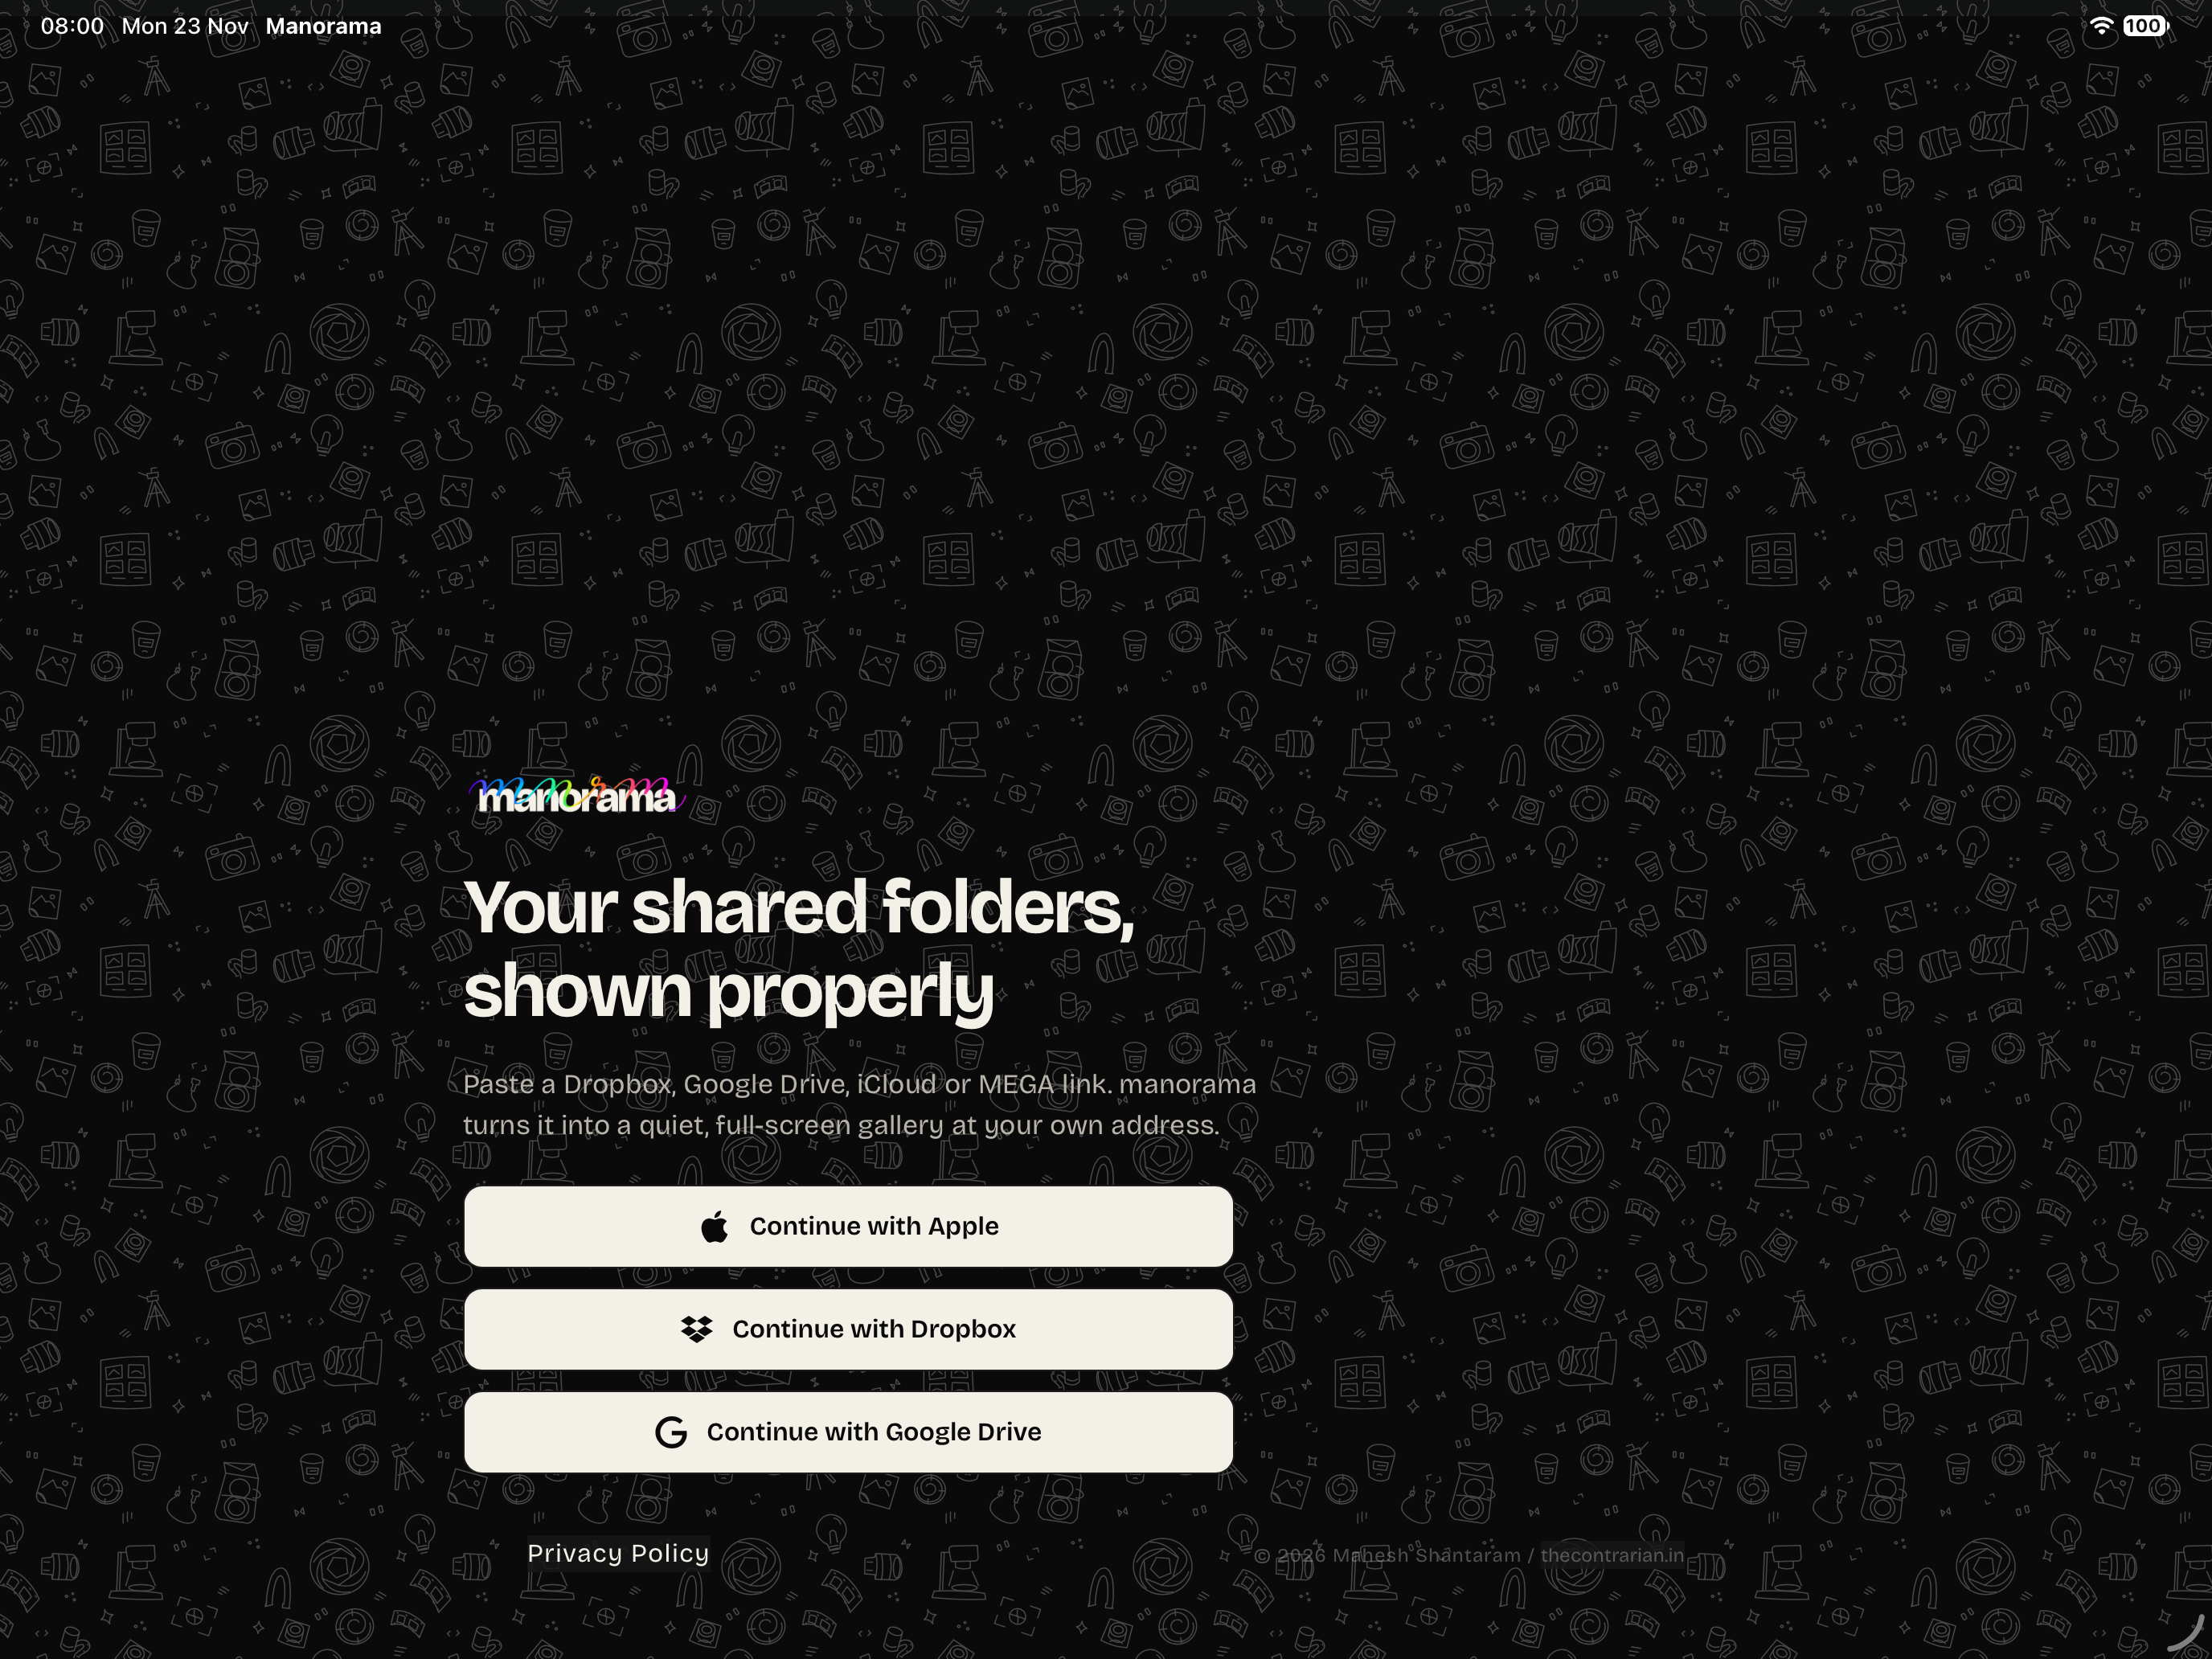 08:00 Mon 23 Nov Manorama
100
manorama
Your shared folders,
shown properly
Paste a Dropbox, Google Drive, iCloud or MEGA link. manorama
turns it into a quiet, full-screen gallery at your own address.
Continue with Apple
Continue with Dropbox
Continue with Google Drive
Privacy Policy
© 2026 Mahesh Shantaram / thecontrarian.in